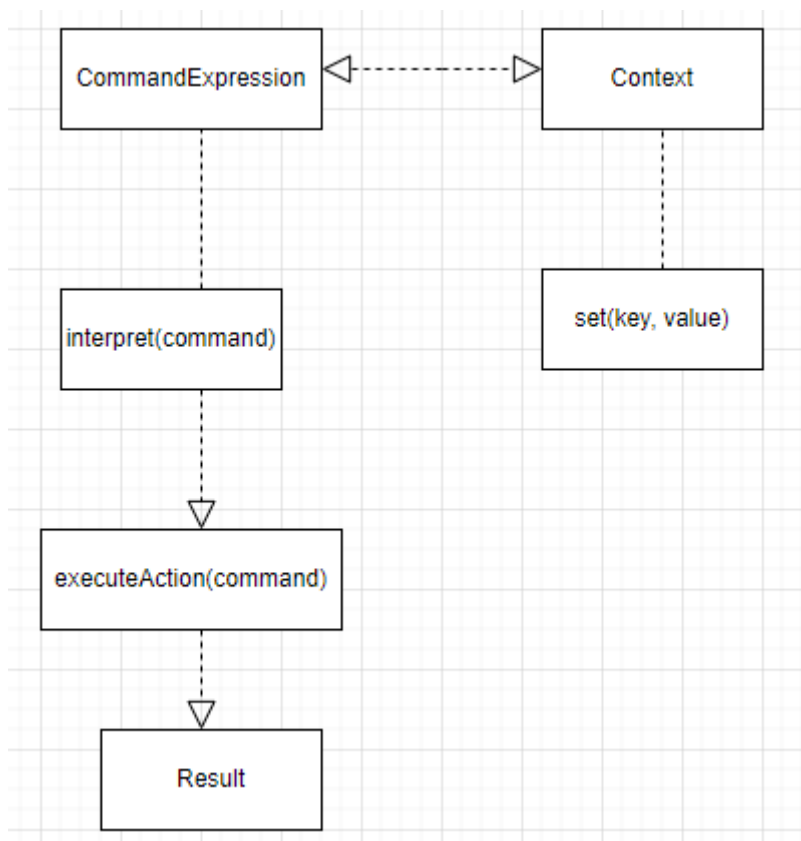 CommandExpression
Context
interpret(command)
set(key, value)
executeAction(command)
Result